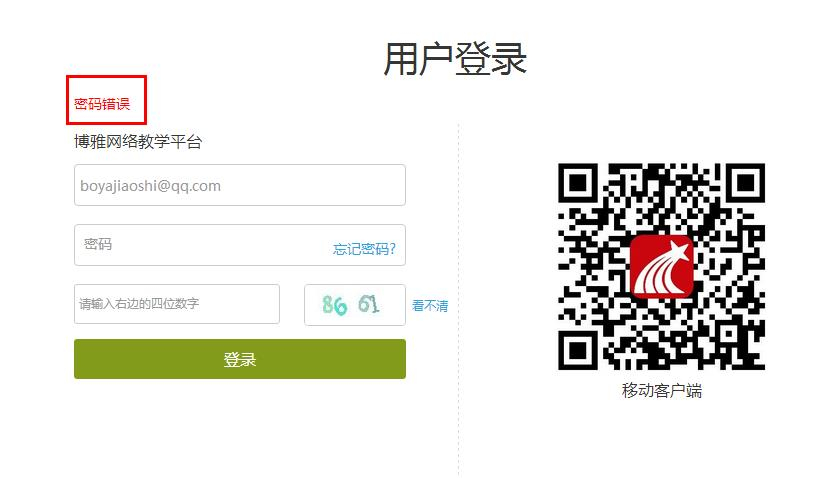 用户登录
密码错误
博雅网络教学平台
boyajiaoshi@qq.com
密码
忘记密码?
请输入右边的四位数字
8661
看不清
登录
移动客户端